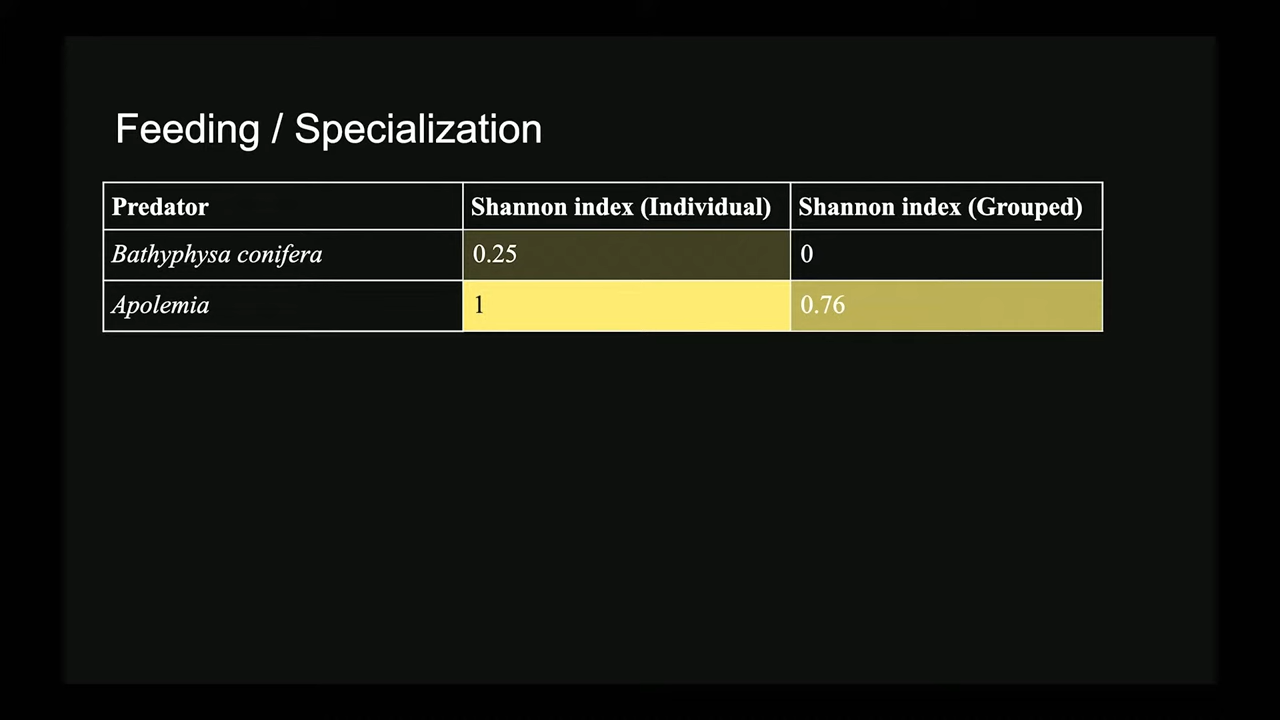 Feeding / Specialization
Predator Shannon index (Individual) Shannon index (Grouped)
Bathyphysa conifera 0.25 0
Apolemia 1 0.76